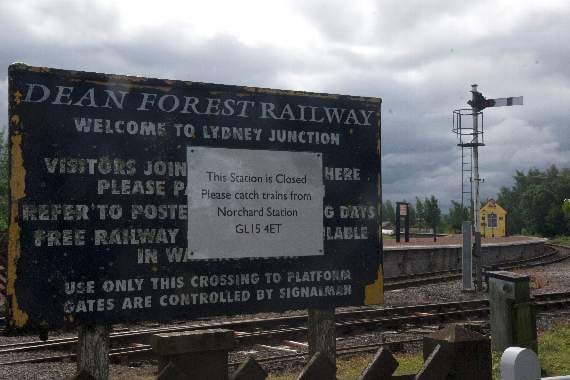 DEAN FOREST RAILWAY
WELCOME TO LYDNEY JUNCTION
VISITORS JOIN HERE
PLEASE
REFER TO DAYS
FREE RAILWAY
IN
USE ONLY THIS CROSSING TO PLATFORM
GATES ARE CONTROLLED BY SIGNALMAN
This Station is Closed
Please catch trains from
Norchard Station
GL15 4ET